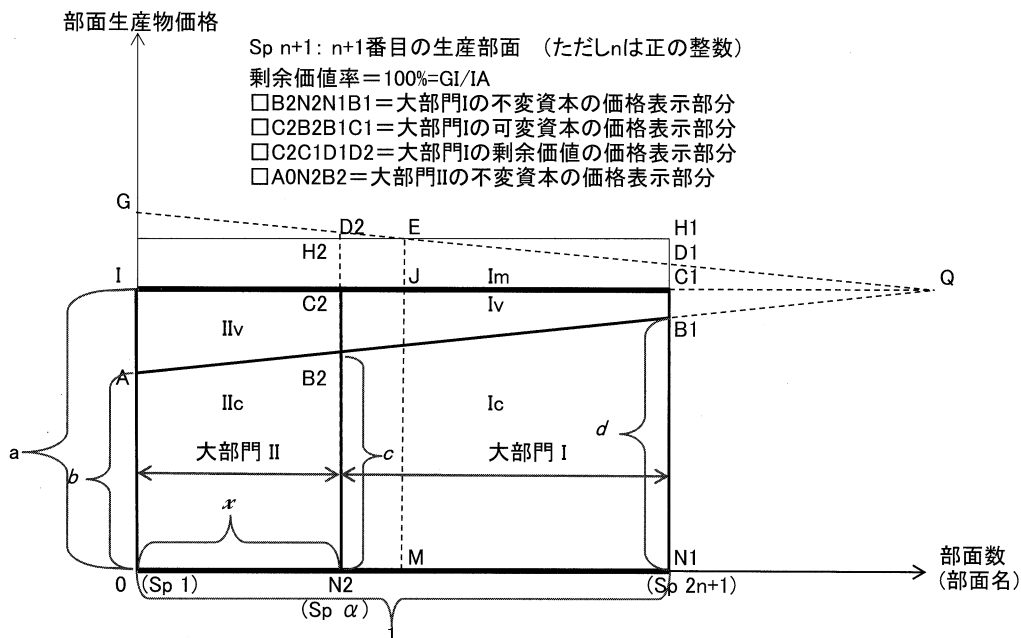 部面生産物価格
Sp n+1: n+1番目の生産部面 (ただしnは正の整数)
剰余価値率=100%=GI/IA
□B2N2N1B1=大部門Iの不変資本の価格表示部分
□C2B2B1C1=大部門Iの可変資本の価格表示部分
□C2C1D1D2=大部門Iの剰余価値の価格表示部分
□A0N2B2=大部門IIの不変資本の価格表示部分
G
D2 E H1
H2 D1
I J Im C1 Q
C2 Iv
IIv B1
A B2
IIc Ic
d
大部門 II 大部門 I
a b c
x
M N1 部面数
0 (Sp 1) N2 (Sp 2n+1) (部面名)
(Sp α)
1